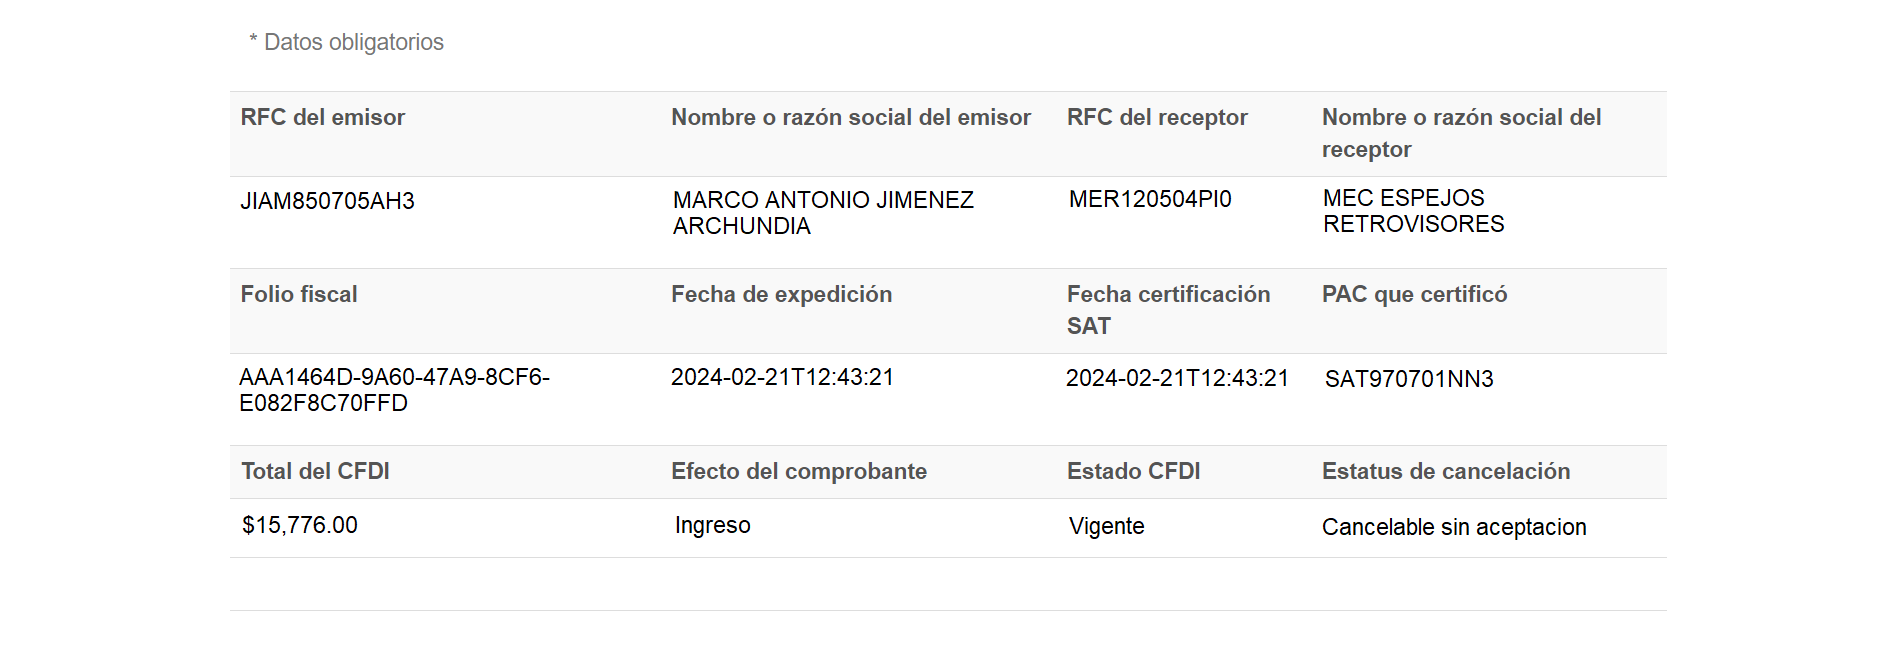 * Datos obligatorios
RFC del emisor
Nombre o razón social del emisor
RFC del receptor
Nombre o razón social del
receptor
JIAM850705AH3
MARCO ANTONIO JIMENEZ
ARCHUNDIA
MER120504PI0
MEC ESPEJOS
RETROVISORES
Folio fiscal
Fecha de expedición
Fecha certificación
SAT
PAC que certificó
AAA1464D-9A60-47A9-8CF6-
E082F8C70FFD
2024-02-21T12:43:21
2024-02-21T12:43:21
SAT970701NN3
Total del CFDI
Efecto del comprobante
Estado CFDI
Estatus de cancelación
$15,776.00
Ingreso
Vigente
Cancelable sin aceptacion